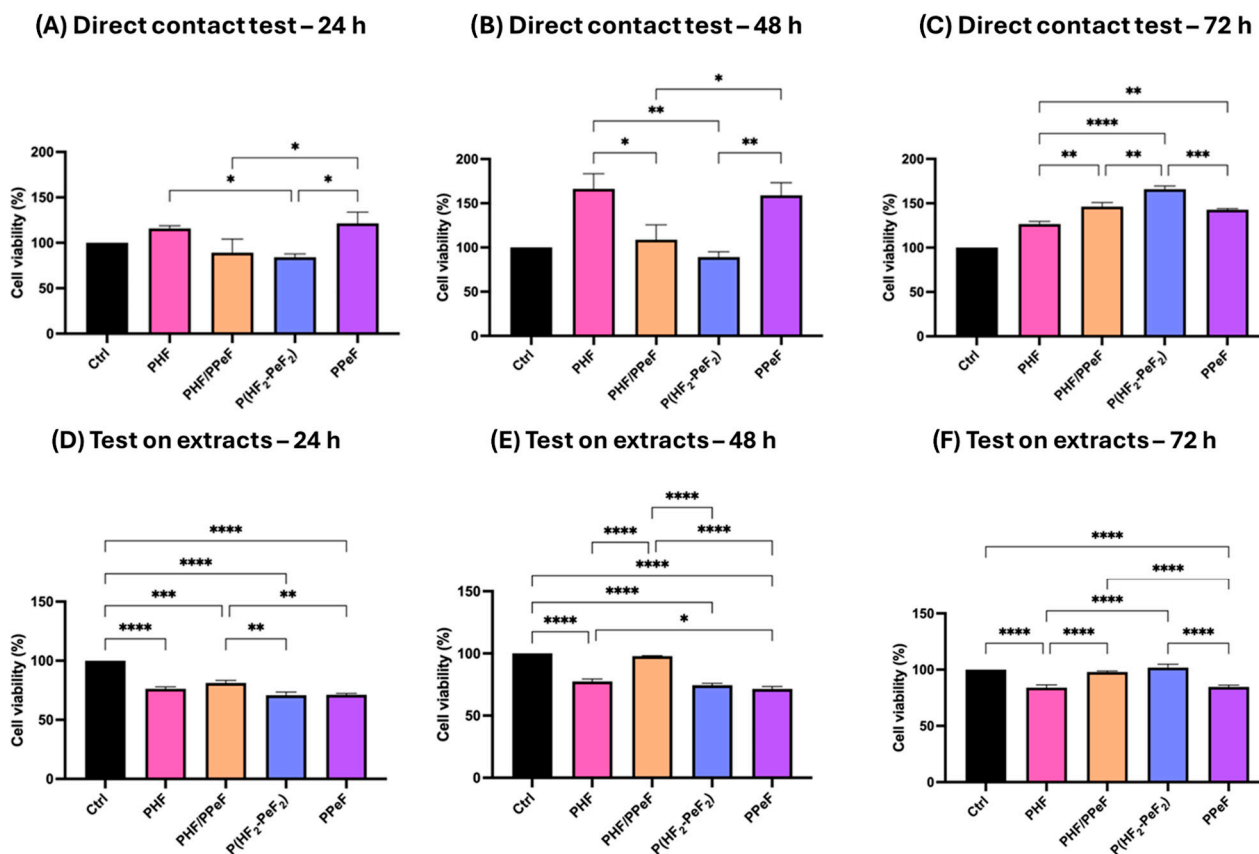 (A) Direct contact test – 24 h
(B) Direct contact test – 48 h
(C) Direct contact test – 72 h
*
*
*
Cell viability (%)
200
150
100
50
0
Ctrl
PHF
PHF/PPeF
P(HF₂-PeF₂)
PPeF
*
**
*
**
Cell viability (%)
200
150
100
50
0
Ctrl
PHF
PHF/PPeF
P(HF₂-PeF₂)
PPeF
**
****
**
**
***
Cell viability (%)
200
150
100
50
0
Ctrl
PHF
PHF/PPeF
P(HF₂-PeF₂)
PPeF
(D) Test on extracts – 24 h
(E) Test on extracts – 48 h
(F) Test on extracts – 72 h
****
****
***
**
****
**
Cell viability (%)
150
100
50
0
Ctrl
PHF
PHF/PPeF
P(HF₂-PeF₂)
PPeF
****
****
****
****
****
****
*
Cell viability (%)
150
100
50
0
Ctrl
PHF
PHF/PPeF
P(HF₂-PeF₂)
PPeF
****
****
****
****
****
****
Cell viability (%)
150
100
50
0
Ctrl
PHF
PHF/PPeF
P(HF₂-PeF₂)
PPeF